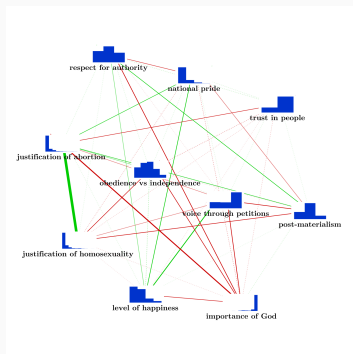 respect for authority
national pride
trust in people
justification of abortion
obedience vs independence
voice through petitions
post-materialism
justification of homosexuality
level of happiness
importance of God